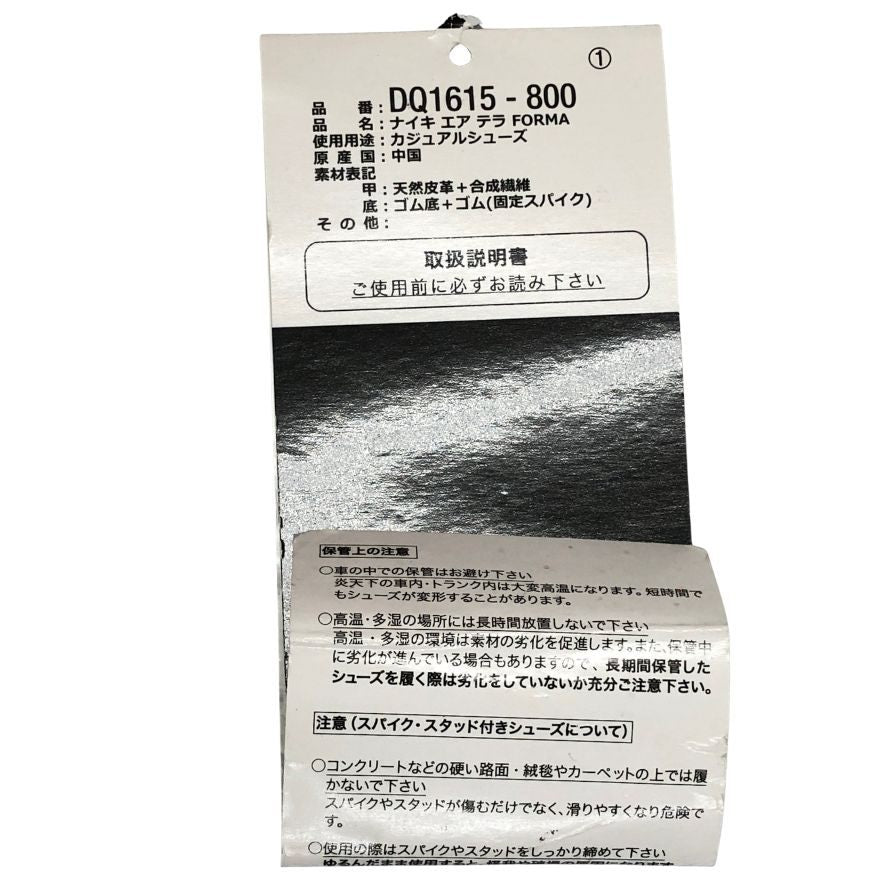 ①
品番：DQ1615 - 800
品名：ナイキ エア テラ FORMA
使用用途：カジュアルシューズ
原産国：中国
素材表記
甲：天然皮革＋合成繊維
底：ゴム底＋ゴム(固定スパイク)
その他：
取扱説明書
ご使用前に必ずお読み下さい
保管上の注意
○車の中での保管はお避け下さい
炎天下の車内・トランク内は大変高温になります。短時間で
もシューズが変形することがあります。
○高温・多湿の場所には長時間放置しないで下さい
高温・多湿の環境は素材の劣化を促進します。また、保管中
に劣化が進んでいる場合もありますので、長期間保管した
シューズを履く際は劣化をしていないか充分ご注意下さい。
注意（スパイク・スタッド付きシューズについて）
○コンクリートなどの硬い路面・絨毯やカーペットの上では履
かないで下さい
スパイクやスタッドが傷むだけでなく、滑りやすくなり危険で
す。
○使用の際はスパイクやスタッドをしっかり締めて下さい
ゆるんだまま使用すると、